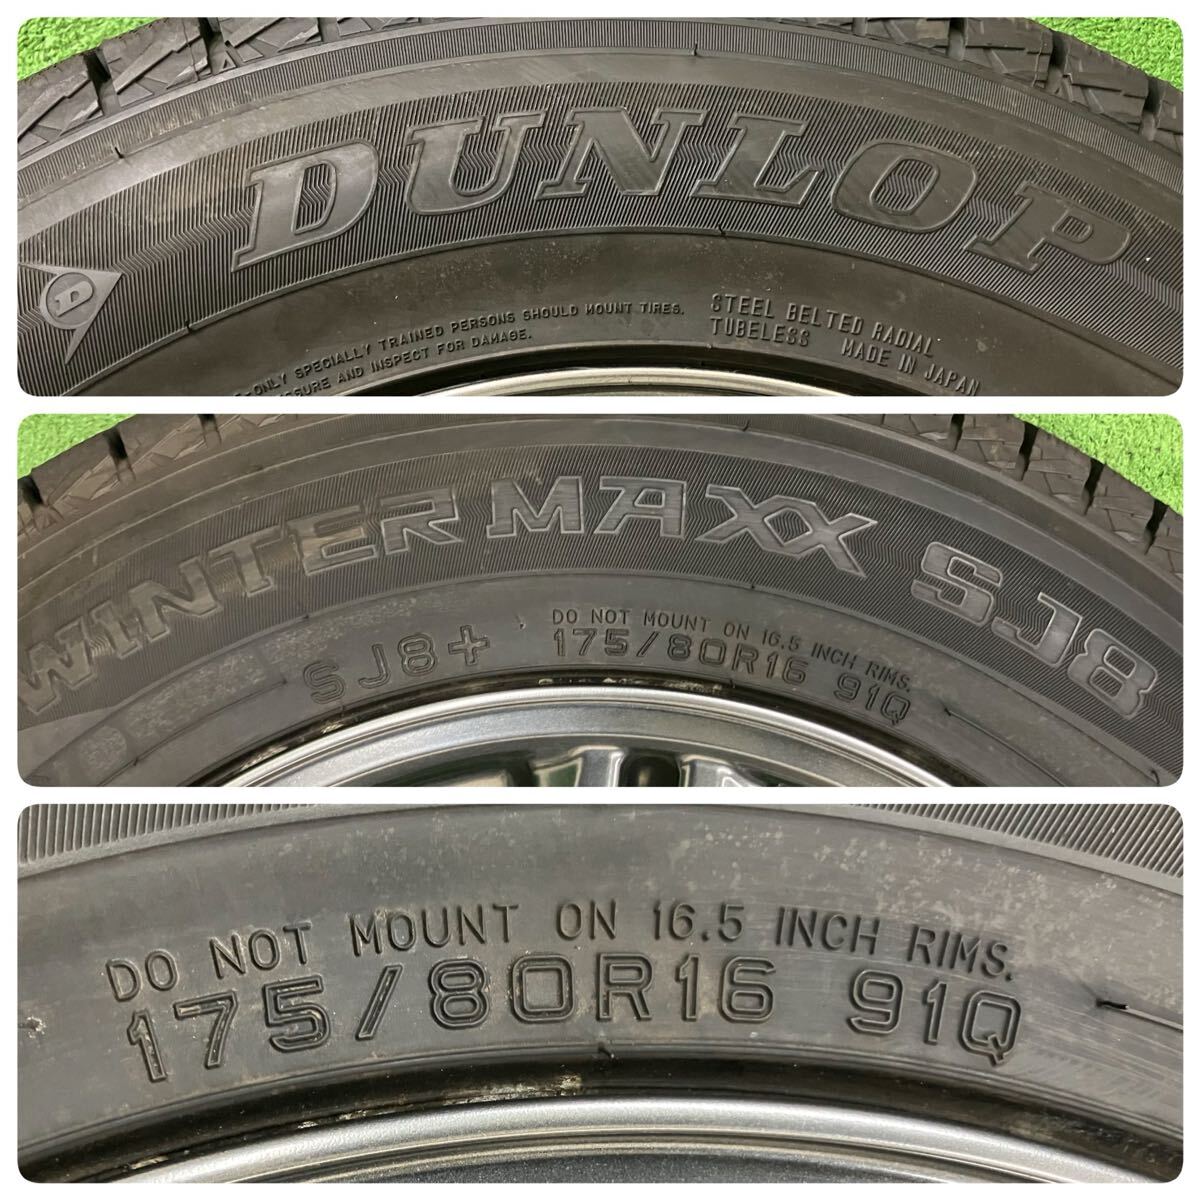 DUNLOP
D
ONLY SPECIALLY TRAINED PERSONS SHOULD MOUNT TIRES.
AND INSPECT FOR DAMAGE.
STEEL BELTED RADIAL
TUBELESS MADE IN JAPAN
WINTER MAXX SJ8
SJ8+
DO NOT MOUNT ON 16.5 INCH RIMS.
175/80R16 91Q
DO NOT MOUNT ON 16.5 INCH RIMS.
175/80R16 91Q